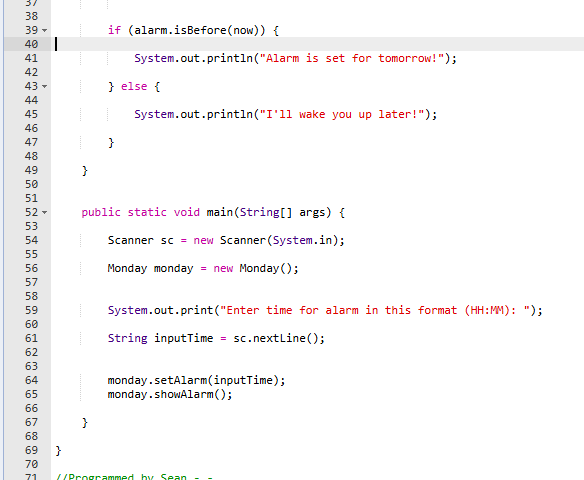 37
38
39 if (alarm.isBefore(now)) {
40
41 System.out.println("Alarm is set for tomorrow!");
42
43 } else {
44
45 System.out.println("I'll wake you up later!");
46
47 }
48
49 }
50
51
52 public static void main(String[] args) {
53
54 Scanner sc = new Scanner(System.in);
55
56 Monday monday = new Monday();
57
58
59 System.out.print("Enter time for alarm in this format (HH:MM): ");
60
61 String inputTime = sc.nextLine();
62
63
64 monday.setAlarm(inputTime);
65 monday.showAlarm();
66
67 }
68
69 }
70
71 //Programmed by Sean - -